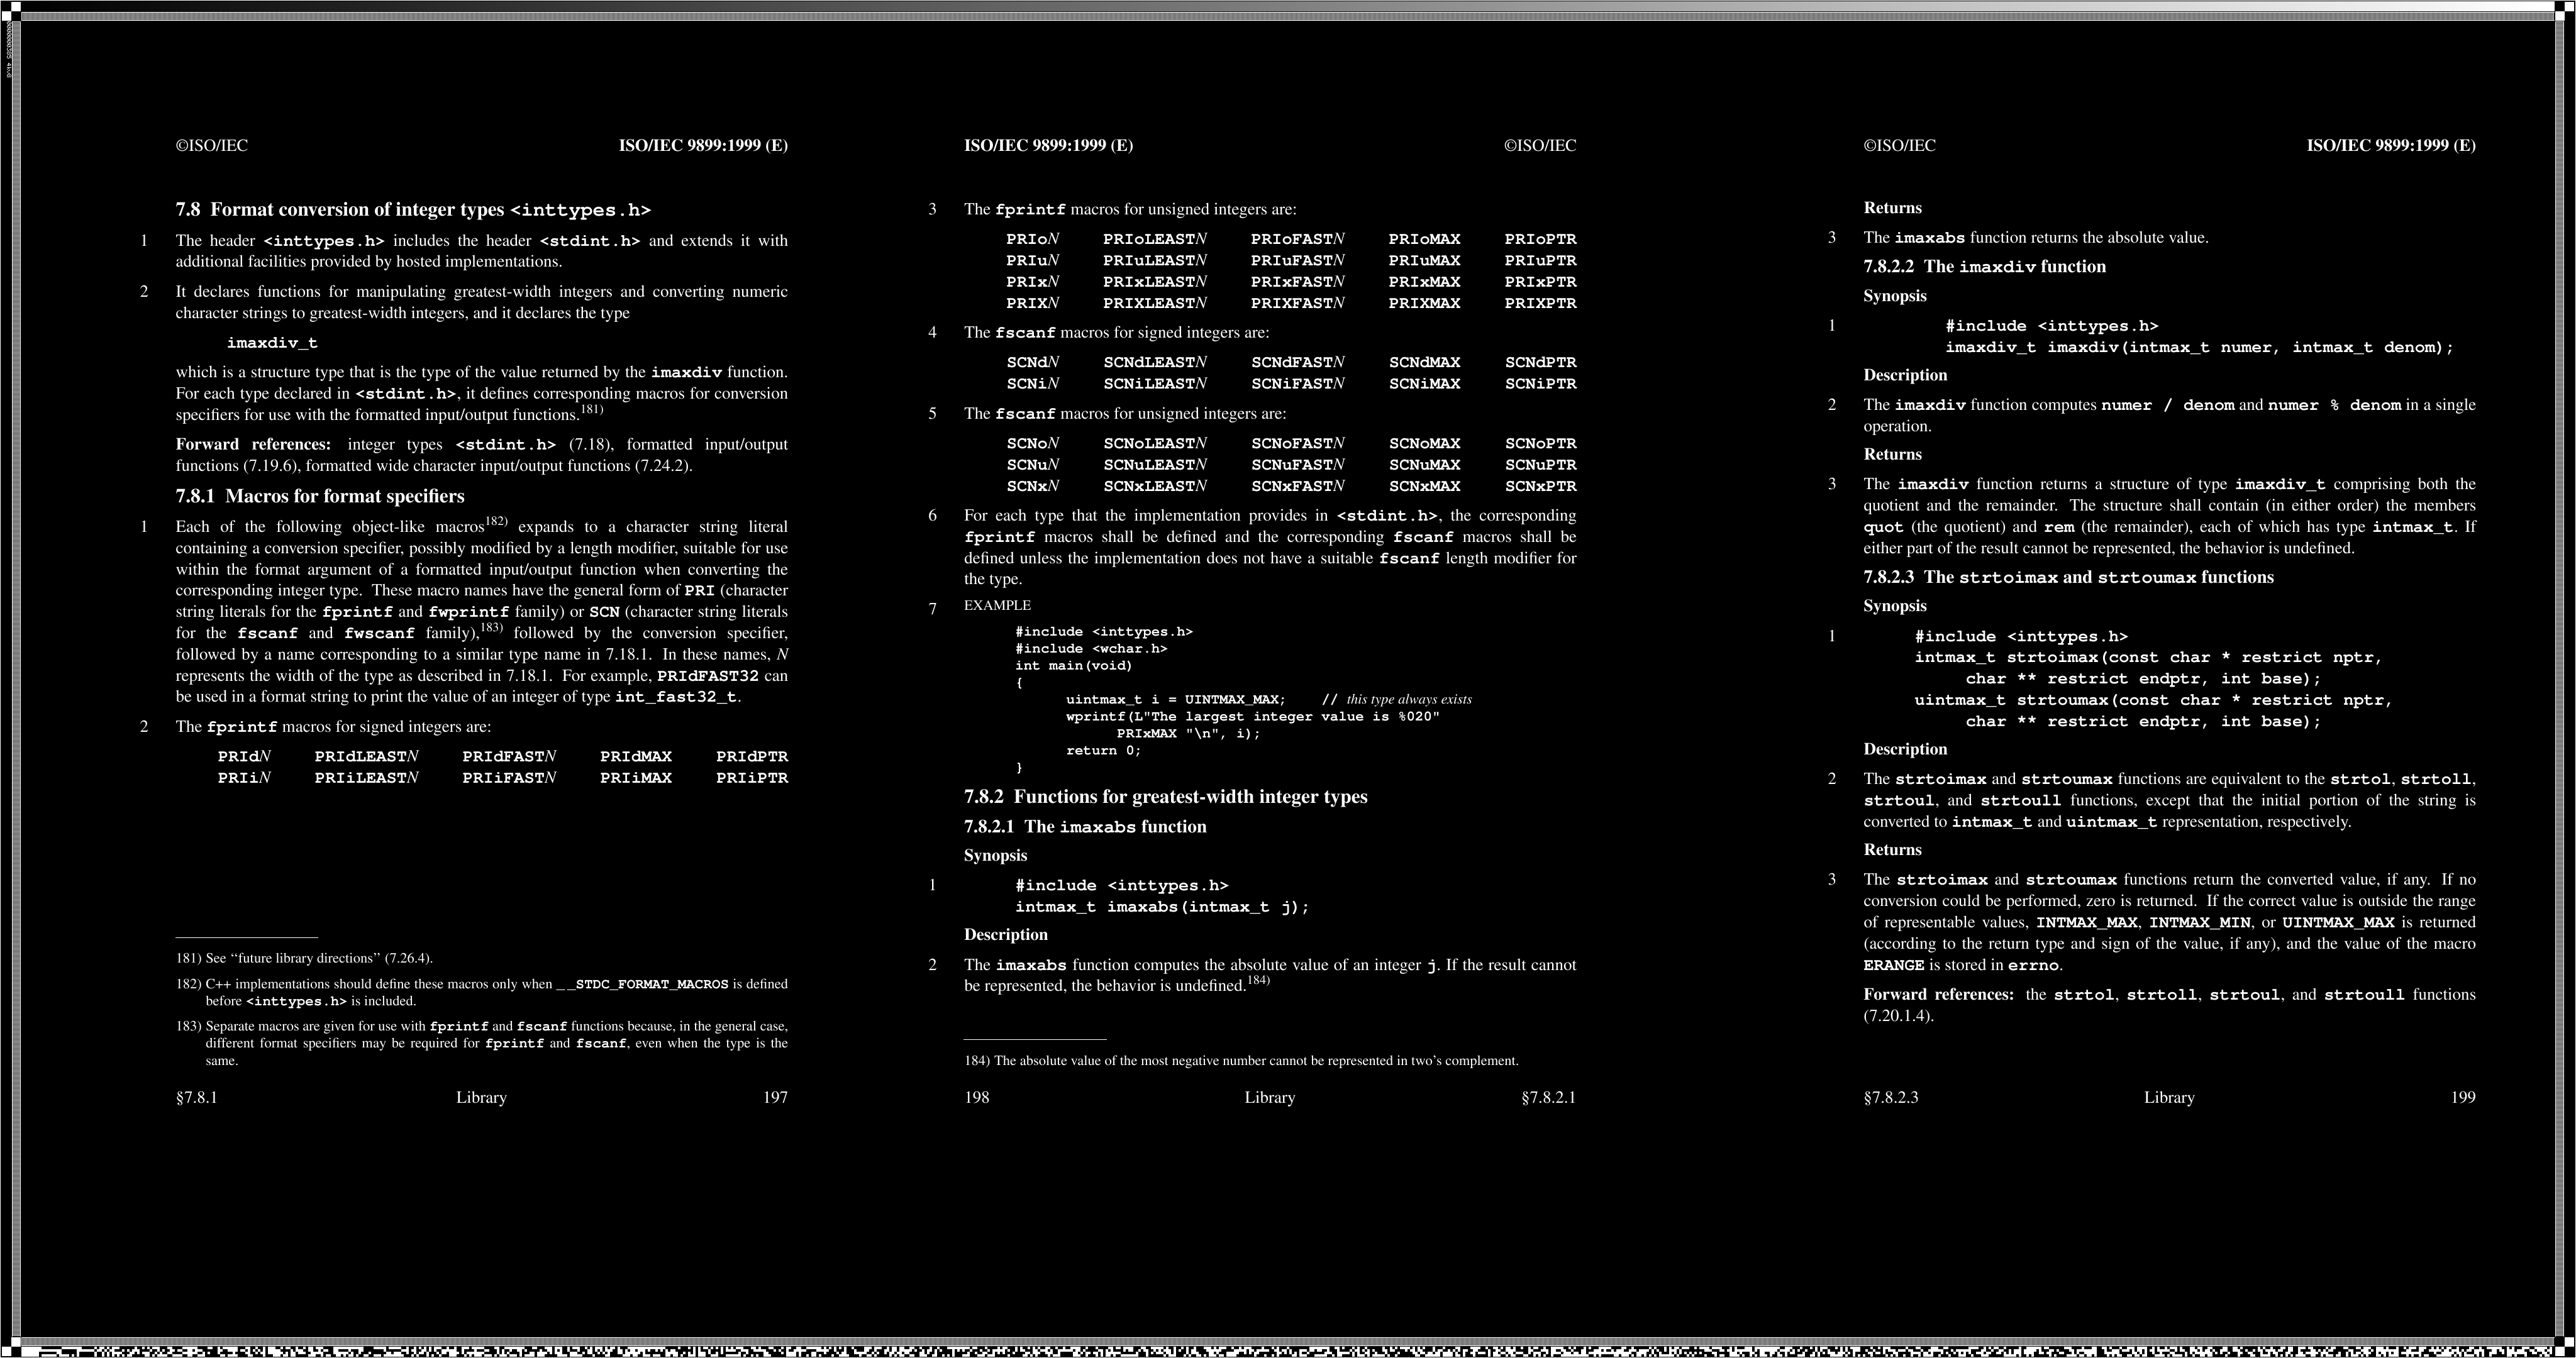 ©ISO/IEC ISO/IEC 9899:1999 (E)
7.8 Format conversion of integer types <inttypes.h>
1 The header <inttypes.h> includes the header <stdint.h> and extends it with
additional facilities provided by hosted implementations.
2 It declares functions for manipulating greatest-width integers and converting numeric
character strings to greatest-width integers, and it declares the type
imaxdiv_t
which is a structure type that is the type of the value returned by the imaxdiv function.
For each type declared in <stdint.h>, it defines corresponding macros for conversion
specifiers for use with the formatted input/output functions.181)
Forward references: integer types <stdint.h> (7.18), formatted input/output
functions (7.19.6), formatted wide character input/output functions (7.24.2).
7.8.1 Macros for format specifiers
1 Each of the following object-like macros182) expands to a character string literal
containing a conversion specifier, possibly modified by a length modifier, suitable for use
within the format argument of a formatted input/output function when converting the
corresponding integer type. These macro names have the general form of PRI (character
string literals for the fprintf and fwprintf family) or SCN (character string literals
for the fscanf and fwscanf family),183) followed by the conversion specifier,
followed by a name corresponding to a similar type name in 7.18.1. In these names, N
represents the width of the type as described in 7.18.1. For example, PRIdFAST32 can
be used in a format string to print the value of an integer of type int_fast32_t.
2 The fprintf macros for signed integers are:
PRIdN PRIdLEASTN PRIdFASTN PRIdMAX PRIdPTR
PRIiN PRIiLEASTN PRIiFASTN PRIiMAX PRIiPTR
181) See ‘‘future library directions’’ (7.26.4).
182) C++ implementations should define these macros only when __STDC_FORMAT_MACROS is defined
before <inttypes.h> is included.
183) Separate macros are given for use with fprintf and fscanf functions because, in the general case,
different format specifiers may be required for fprintf and fscanf, even when the type is the
same.
§7.8.1 Library 197
ISO/IEC 9899:1999 (E) ©ISO/IEC
3 The fprintf macros for unsigned integers are:
PRIoN PRIoLEASTN PRIoFASTN PRIoMAX PRIoPTR
PRIuN PRIuLEASTN PRIuFASTN PRIuMAX PRIuPTR
PRIxN PRIxLEASTN PRIxFASTN PRIxMAX PRIxPTR
PRIXN PRIXLEASTN PRIXFASTN PRIXMAX PRIXPTR
4 The fscanf macros for signed integers are:
SCNdN SCNdLEASTN SCNdFASTN SCNdMAX SCNdPTR
SCNiN SCNiLEASTN SCNiFASTN SCNiMAX SCNiPTR
5 The fscanf macros for unsigned integers are:
SCNoN SCNoLEASTN SCNoFASTN SCNoMAX SCNoPTR
SCNuN SCNuLEASTN SCNuFASTN SCNuMAX SCNuPTR
SCNxN SCNxLEASTN SCNxFASTN SCNxMAX SCNxPTR
6 For each type that the implementation provides in <stdint.h>, the corresponding
fprintf macros shall be defined and the corresponding fscanf macros shall be
defined unless the implementation does not have a suitable fscanf length modifier for
the type.
7 EXAMPLE
#include <inttypes.h>
#include <wchar.h>
int main(void)
{
uintmax_t i = UINTMAX_MAX; // this type always exists
wprintf(L"The largest integer value is %020"
PRIxMAX "\n", i);
return 0;
}
7.8.2 Functions for greatest-width integer types
7.8.2.1 The imaxabs function
Synopsis
1 #include <inttypes.h>
intmax_t imaxabs(intmax_t j);
Description
2 The imaxabs function computes the absolute value of an integer j. If the result cannot
be represented, the behavior is undefined.184)
184) The absolute value of the most negative number cannot be represented in two’s complement.
198 Library §7.8.2.1
©ISO/IEC ISO/IEC 9899:1999 (E)
Returns
3 The imaxabs function returns the absolute value.
7.8.2.2 The imaxdiv function
Synopsis
1 #include <inttypes.h>
imaxdiv_t imaxdiv(intmax_t numer, intmax_t denom);
Description
2 The imaxdiv function computes numer / denom and numer % denom in a single
operation.
Returns
3 The imaxdiv function returns a structure of type imaxdiv_t comprising both the
quotient and the remainder. The structure shall contain (in either order) the members
quot (the quotient) and rem (the remainder), each of which has type intmax_t. If
either part of the result cannot be represented, the behavior is undefined.
7.8.2.3 The strtoimax and strtoumax functions
Synopsis
1 #include <inttypes.h>
intmax_t strtoimax(const char * restrict nptr,
char ** restrict endptr, int base);
uintmax_t strtoumax(const char * restrict nptr,
char ** restrict endptr, int base);
Description
2 The strtoimax and strtoumax functions are equivalent to the strtol, strtoll,
strtoul, and strtoull functions, except that the initial portion of the string is
converted to intmax_t and uintmax_t representation, respectively.
Returns
3 The strtoimax and strtoumax functions return the converted value, if any. If no
conversion could be performed, zero is returned. If the correct value is outside the range
of representable values, INTMAX_MAX, INTMAX_MIN, or UINTMAX_MAX is returned
(according to the return type and sign of the value, if any), and the value of the macro
ERANGE is stored in errno.
Forward references: the strtol, strtoll, strtoul, and strtoull functions
(7.20.1.4).
§7.8.2.3 Library 199